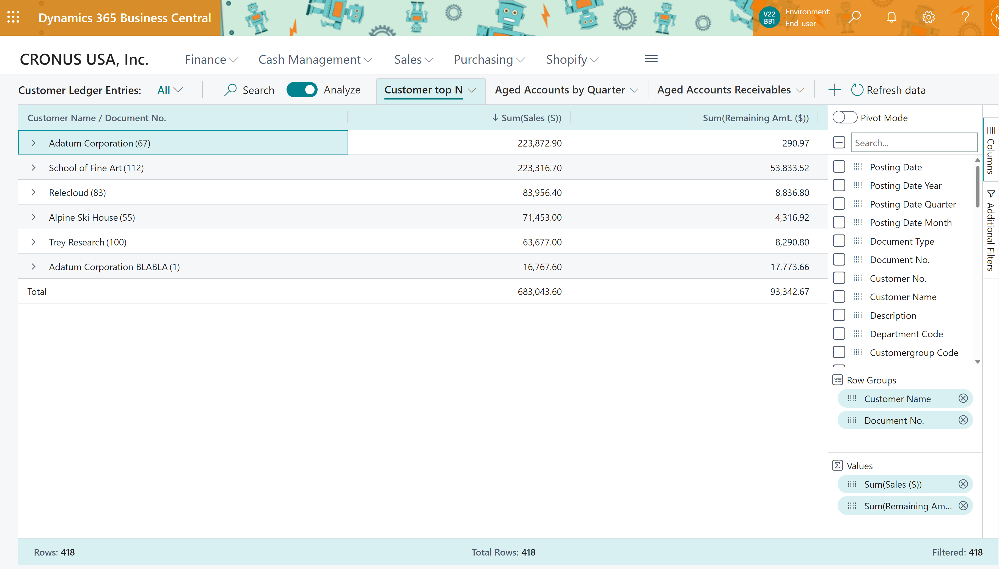 Dynamics 365 Business Central
V22
BB1
Environment:
End-user
CRONUS USA, Inc.
Finance
Cash Management
Sales
Purchasing
Shopify
Customer Ledger Entries:
All
Search
Analyze
Customer top N
Aged Accounts by Quarter
Aged Accounts Receivables
Refresh data
Customer Name / Document No.
Sum(Sales ($))
Sum(Remaining Amt. ($))
Adatum Corporation (67)
223,872.90
290.97
School of Fine Art (112)
223,316.70
53,833.52
Relecloud (83)
83,956.40
8,836.80
Alpine Ski House (55)
71,453.00
4,316.92
Trey Research (100)
63,677.00
8,290.80
Adatum Corporation BLABLA (1)
16,767.60
17,773.66
Total
683,043.60
93,342.67
Pivot Mode
Search...
Posting Date
Posting Date Year
Posting Date Quarter
Posting Date Month
Document Type
Document No.
Customer No.
Customer Name
Description
Department Code
Customergroup Code
Row Groups
Customer Name
Document No.
Values
Sum(Sales ($))
Sum(Remaining Am...
Columns
Additional Filters
Rows: 418
Total Rows: 418
Filtered: 418